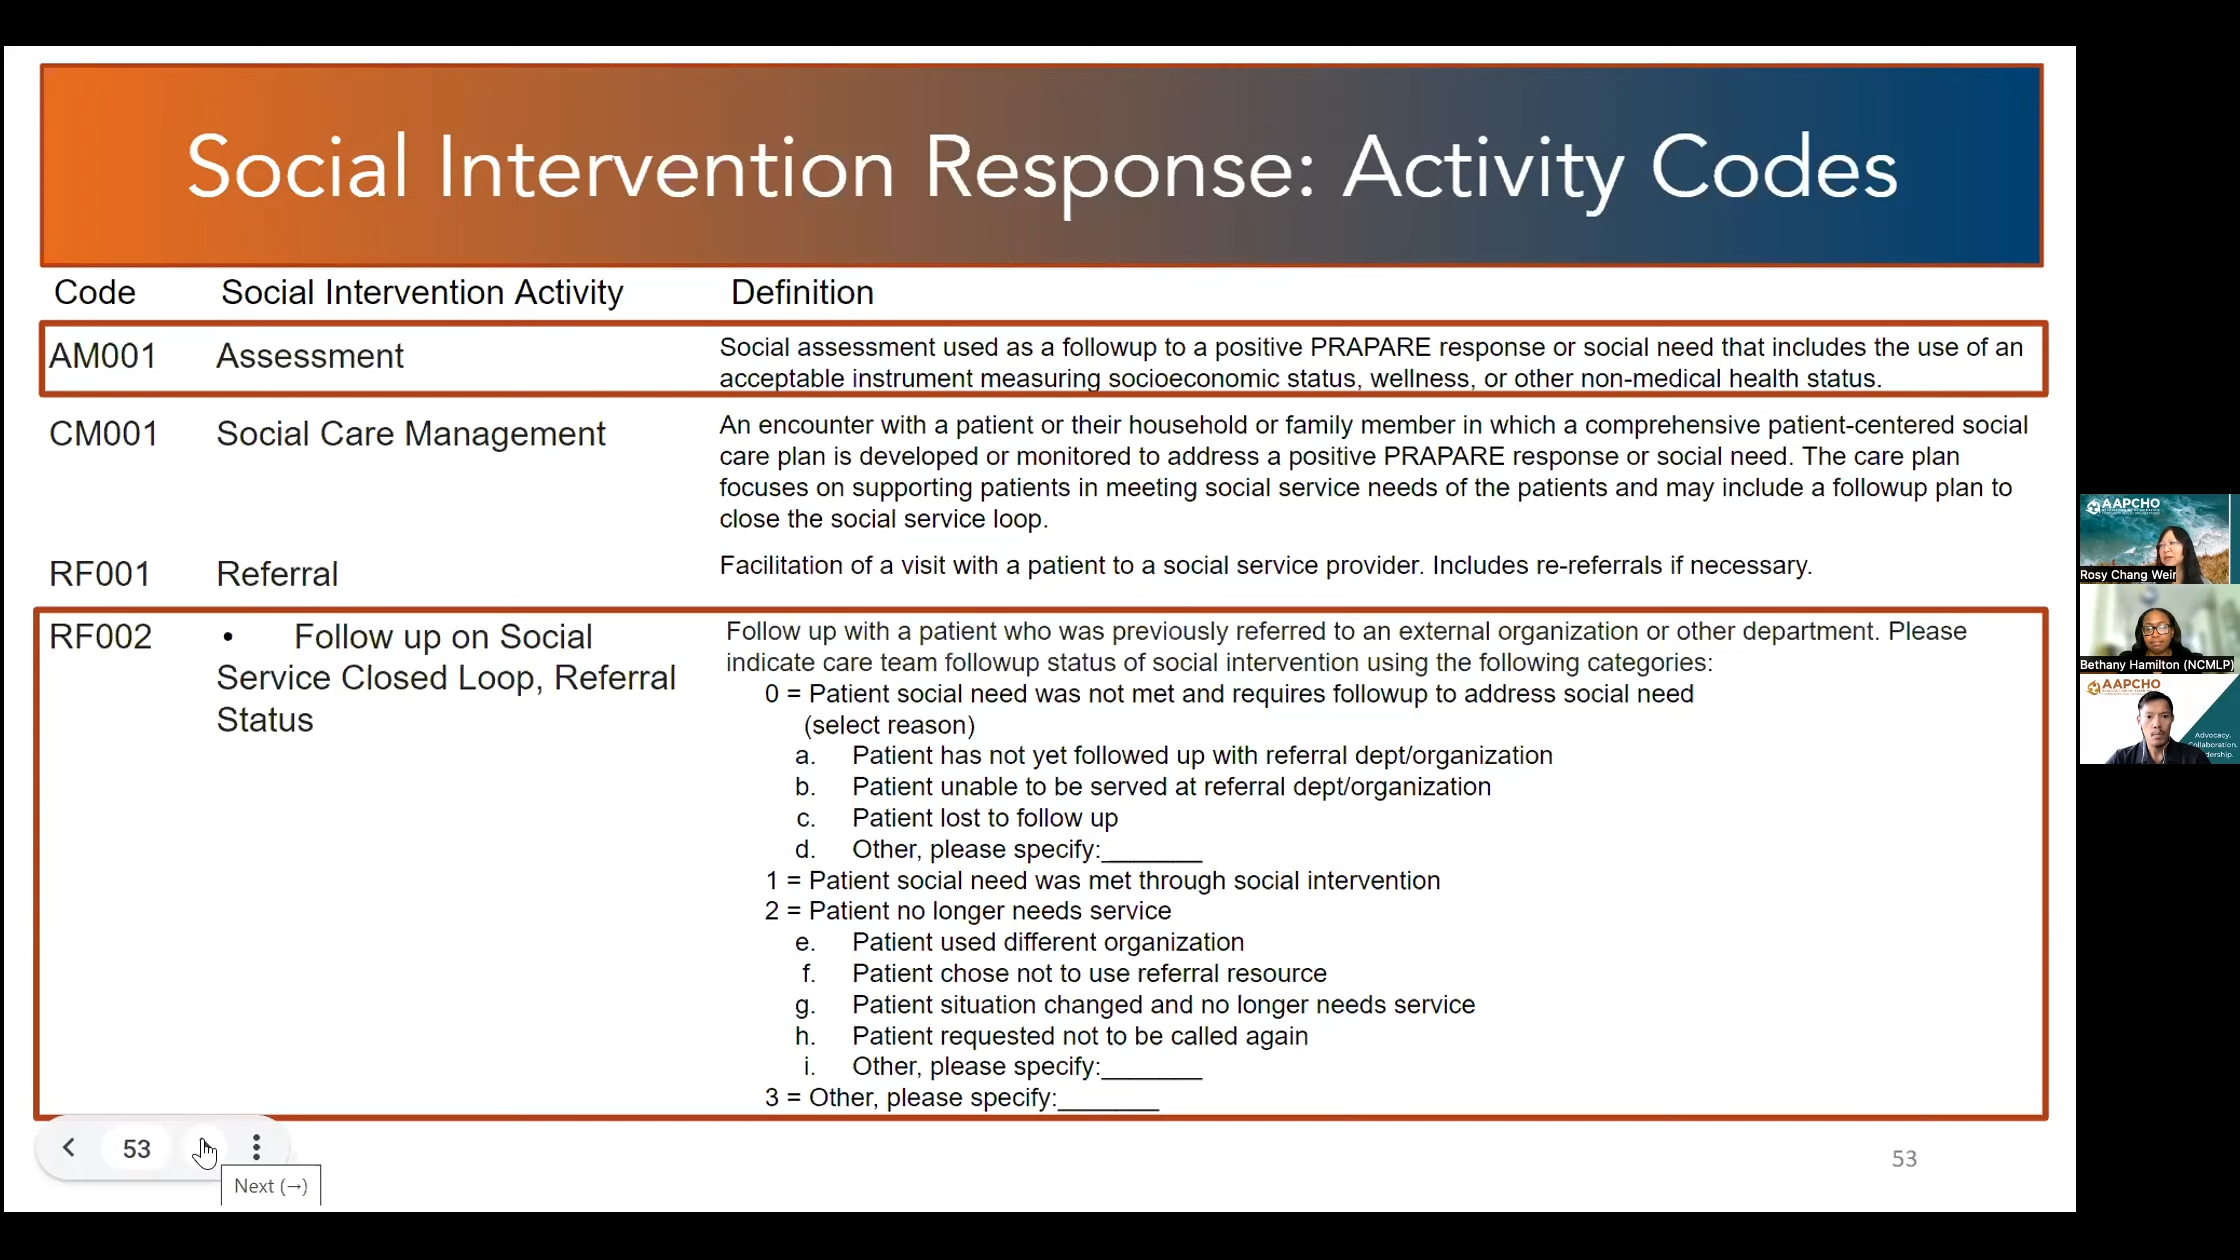 Social Intervention Response: Activity Codes
Code Social Intervention Activity Definition
AM001 Assessment
Social assessment used as a followup to a positive PRAPARE response or social need that includes the use of an
acceptable instrument measuring socioeconomic status, wellness, or other non-medical health status.
CM001 Social Care Management
An encounter with a patient or their household or family member in which a comprehensive patient-centered social
care plan is developed or monitored to address a positive PRAPARE response or social need. The care plan
focuses on supporting patients in meeting social service needs of the patients and may include a followup plan to
close the social service loop.
RF001 Referral
Facilitation of a visit with a patient to a social service provider. Includes re-referrals if necessary.
RF002 • Follow up on Social
Service Closed Loop, Referral
Status
Follow up with a patient who was previously referred to an external organization or other department. Please
indicate care team followup status of social intervention using the following categories:
0 = Patient social need was not met and requires followup to address social need
(select reason)
a. Patient has not yet followed up with referral dept/organization
b. Patient unable to be served at referral dept/organization
c. Patient lost to follow up
d. Other, please specify:_______
1 = Patient social need was met through social intervention
2 = Patient no longer needs service
e. Patient used different organization
f. Patient chose not to use referral resource
g. Patient situation changed and no longer needs service
h. Patient requested not to be called again
i. Other, please specify:_______
3 = Other, please specify:_______
53
Next (→)
53
AAPCHO
Rosy Chang Weir
Bethany Hamilton (NCMLP)
AAPCHO
Advocacy.
Collaboration.